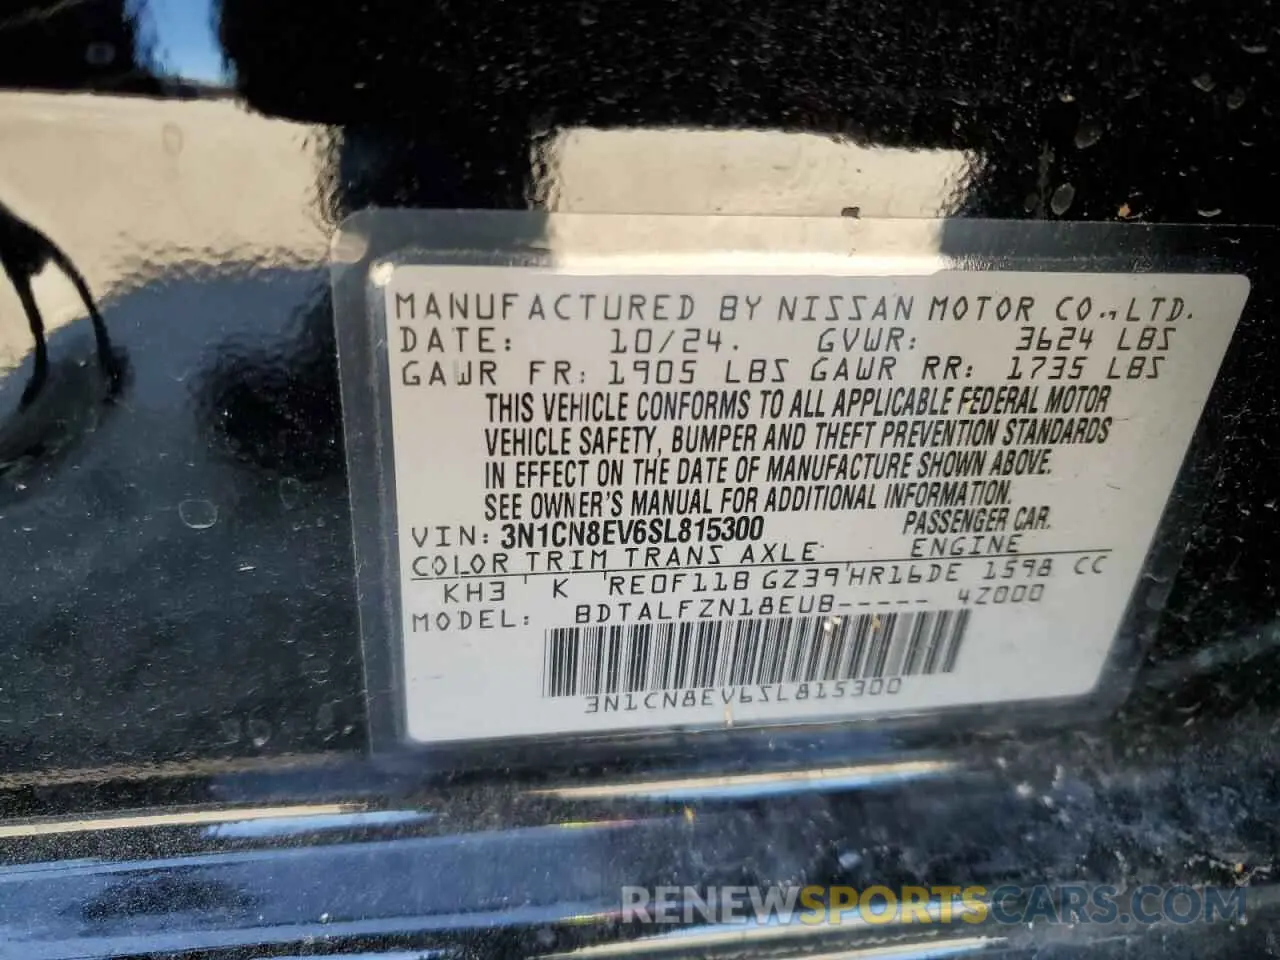 MANUFACTURED BY NISSAN MOTOR CO., LTD.
DATE: 10/24. GVWR: 3624 LBS
GAWR FR: 1905 LBS GAWR RR: 1735 LBS
THIS VEHICLE CONFORMS TO ALL APPLICABLE FEDERAL MOTOR
VEHICLE SAFETY, BUMPER AND THEFT PREVENTION STANDARDS
IN EFFECT ON THE DATE OF MANUFACTURE SHOWN ABOVE.
SEE OWNER'S MANUAL FOR ADDITIONAL INFORMATION.
VIN: 3N1CN8EV6SL815300 PASSENGER CAR.
COLOR TRIM TRANS AXLE ENGINE
KH3 K RE0F11B GZ39 HR16DE 1598 CC
MODEL: BDTALFZN18EUB----- 4Z000
3N1CN8EV6SL815300
RENEWSPORTSCARS.COM